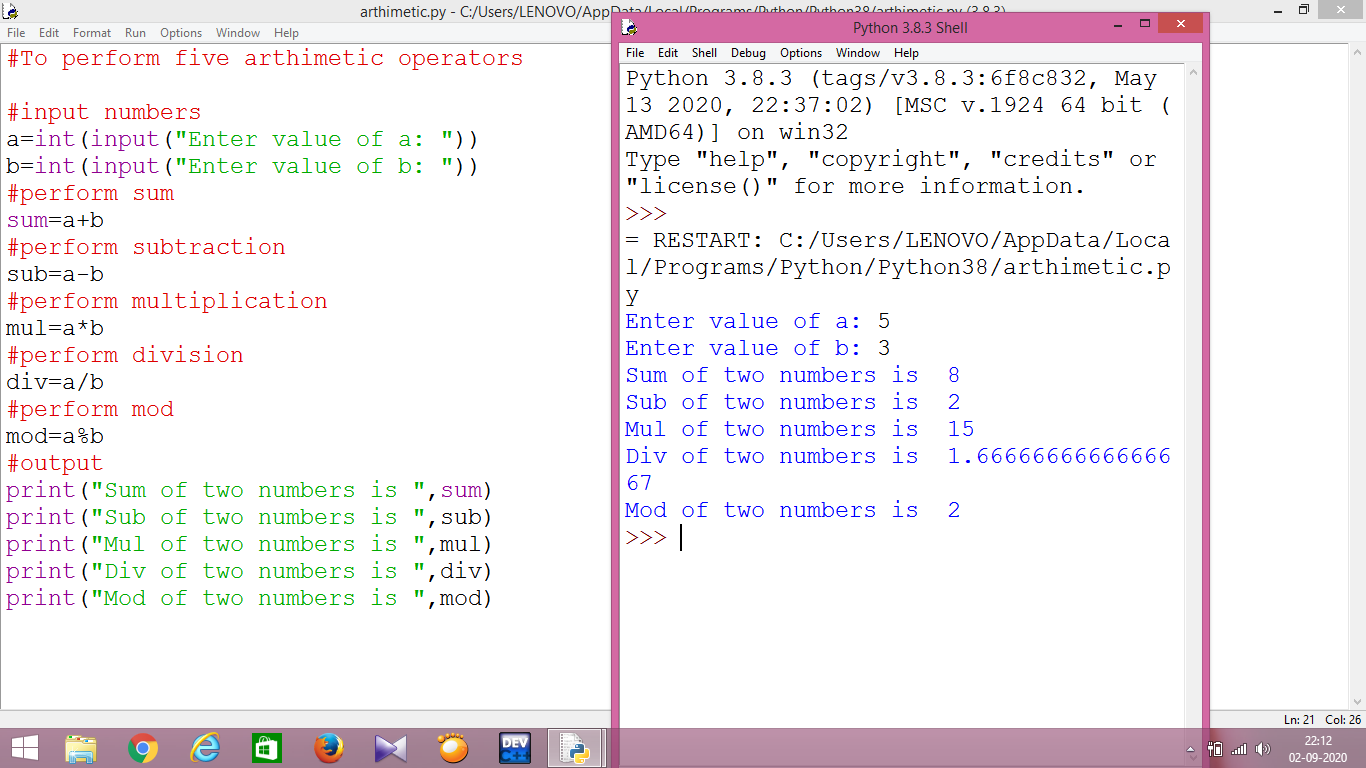 arthimetic.py - C:/Users/LENOVO/AppData/Local/Programs/Python/Python38/arthimetic.py (3.8.3)
File Edit Format Run Options Window Help
#To perform five arthimetic operators
#input numbers
a=int(input("Enter value of a: "))
b=int(input("Enter value of b: "))
#perform sum
sum=a+b
#perform subtraction
sub=a-b
#perform multiplication
mul=a*b
#perform division
div=a/b
#perform mod
mod=a%b
#output
print("Sum of two numbers is ",sum)
print("Sub of two numbers is ",sub)
print("Mul of two numbers is ",mul)
print("Div of two numbers is ",div)
print("Mod of two numbers is ",mod)
Python 3.8.3 Shell
File Edit Shell Debug Options Window Help
Python 3.8.3 (tags/v3.8.3:6f8c832, May
13 2020, 22:37:02) [MSC v.1924 64 bit (
AMD64)] on win32
Type "help", "copyright", "credits" or
"license()" for more information.
>>>
= RESTART: C:/Users/LENOVO/AppData/Loca
l/Programs/Python/Python38/arthimetic.p
y
Enter value of a: 5
Enter value of b: 3
Sum of two numbers is  8
Sub of two numbers is  2
Mul of two numbers is  15
Div of two numbers is  1.66666666666666
67
Mod of two numbers is  2
>>>
Ln: 21 Col: 26
DEV
C++
22:12
02-09-2020